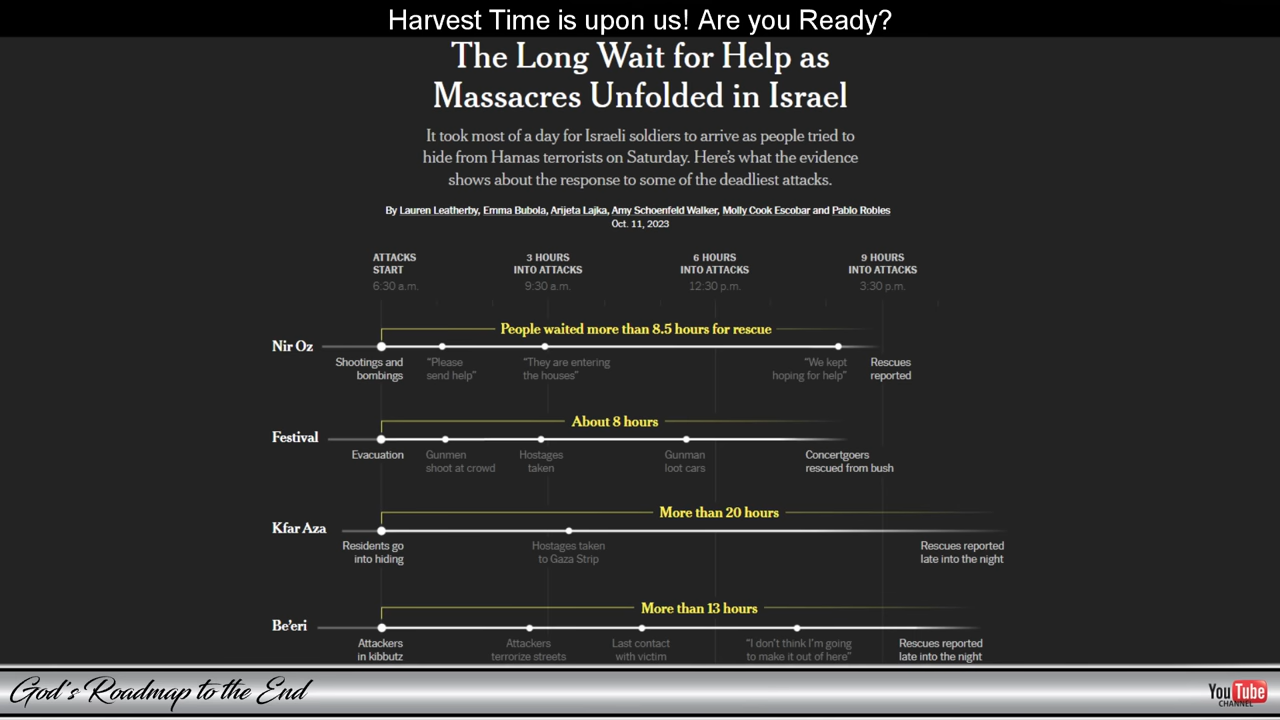 Harvest Time is upon us! Are you Ready?
The Long Wait for Help as
Massacres Unfolded in Israel
It took most of a day for Israeli soldiers to arrive as people tried to
hide from Hamas terrorists on Saturday. Here's what the evidence
shows about the response to some of the deadliest attacks.
By Lauren Leatherby, Emma Bubola, Arijeta Lajka, Amy Schoenfeld Walker, Molly Cook Escobar and Pablo Robles
Oct. 11, 2023
ATTACKS
START
6:30 a.m.
3 HOURS
INTO ATTACKS
9:30 a.m.
6 HOURS
INTO ATTACKS
12:30 p.m.
9 HOURS
INTO ATTACKS
3:30 p.m.
People waited more than 8.5 hours for rescue
Nir Oz
Shootings and
bombings
“Please
send help”
“They are entering
the houses”
“We kept
hoping for help”
Rescues
reported
About 8 hours
Festival
Evacuation
Gunmen
shoot at crowd
Hostages
taken
Gunman
loot cars
Concertgoers
rescued from bush
More than 20 hours
Kfar Aza
Residents go
into hiding
Hostages taken
to Gaza Strip
Rescues reported
late into the night
More than 13 hours
Be'eri
Attackers
in kibbutz
Attackers
terrorize streets
Last contact
with victim
“I don't think I'm going
to make it out of here”
Rescues reported
late into the night
God's Roadmap to the End
YouTube
CHANNEL